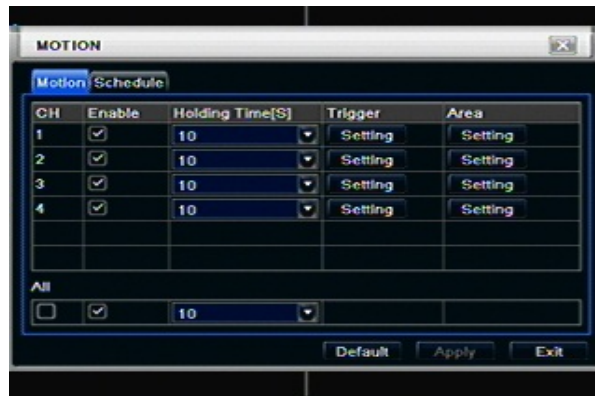 MOTION
Motion Schedule
CH Enable Holding Time[S] Trigger Area
1 10 Setting Setting
2 10 Setting Setting
3 10 Setting Setting
4 10 Setting Setting
All
10
Default Apply Exit